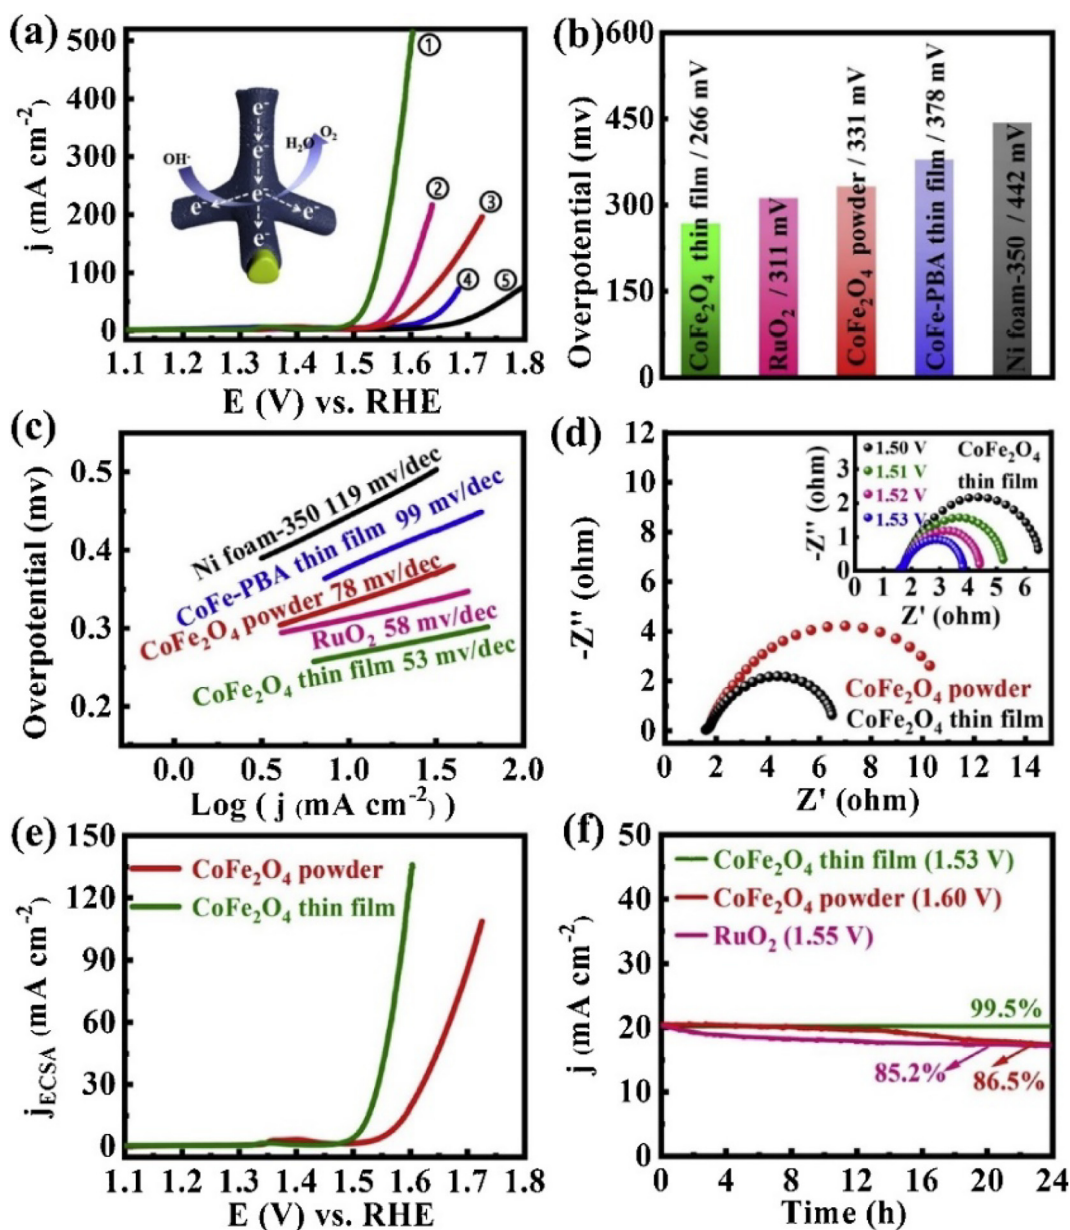 (a)
500
400
300
200
100
0
j (mA cm⁻²)
①
②
③
④
⑤
e⁻
e⁻
e⁻
e⁻
e⁻
e⁻
OH⁻
H₂O
O₂
1.1 1.2 1.3 1.4 1.5 1.6 1.7 1.8
E (V) vs. RHE
(b)
600
450
300
150
0
Overpotential (mv)
CoFe₂O₄ thin film / 266 mV
RuO₂ / 311 mV
CoFe₂O₄ powder / 331 mV
CoFe-PBA thin film / 378 mV
Ni foam-350 / 442 mV
(c)
0.5
0.4
0.3
0.2
Overpotential (mv)
Ni foam-350 119 mv/dec
CoFe-PBA thin film 99 mv/dec
CoFe₂O₄ powder 78 mv/dec
RuO₂ 58 mv/dec
CoFe₂O₄ thin film 53 mv/dec
0.0 0.5 1.0 1.5 2.0
Log ( j (mA cm⁻²) )
(d)
12
10
8
6
4
2
0
-Z'' (ohm)
1.50 V
1.51 V
1.52 V
1.53 V
CoFe₂O₄
thin film
3
2
1
0
-Z'' (ohm)
0 1 2 3 4 5 6
Z' (ohm)
CoFe₂O₄ powder
CoFe₂O₄ thin film
0 2 4 6 8 10 12 14
Z' (ohm)
(e)
150
120
90
60
30
0
jECSA (mA cm⁻²)
CoFe₂O₄ powder
CoFe₂O₄ thin film
1.1 1.2 1.3 1.4 1.5 1.6 1.7 1.8
E (V) vs. RHE
(f)
50
40
30
20
10
0
j (mA cm⁻²)
CoFe₂O₄ thin film (1.53 V)
CoFe₂O₄ powder (1.60 V)
RuO₂ (1.55 V)
99.5%
85.2%
86.5%
0 4 8 12 16 20 24
Time (h)